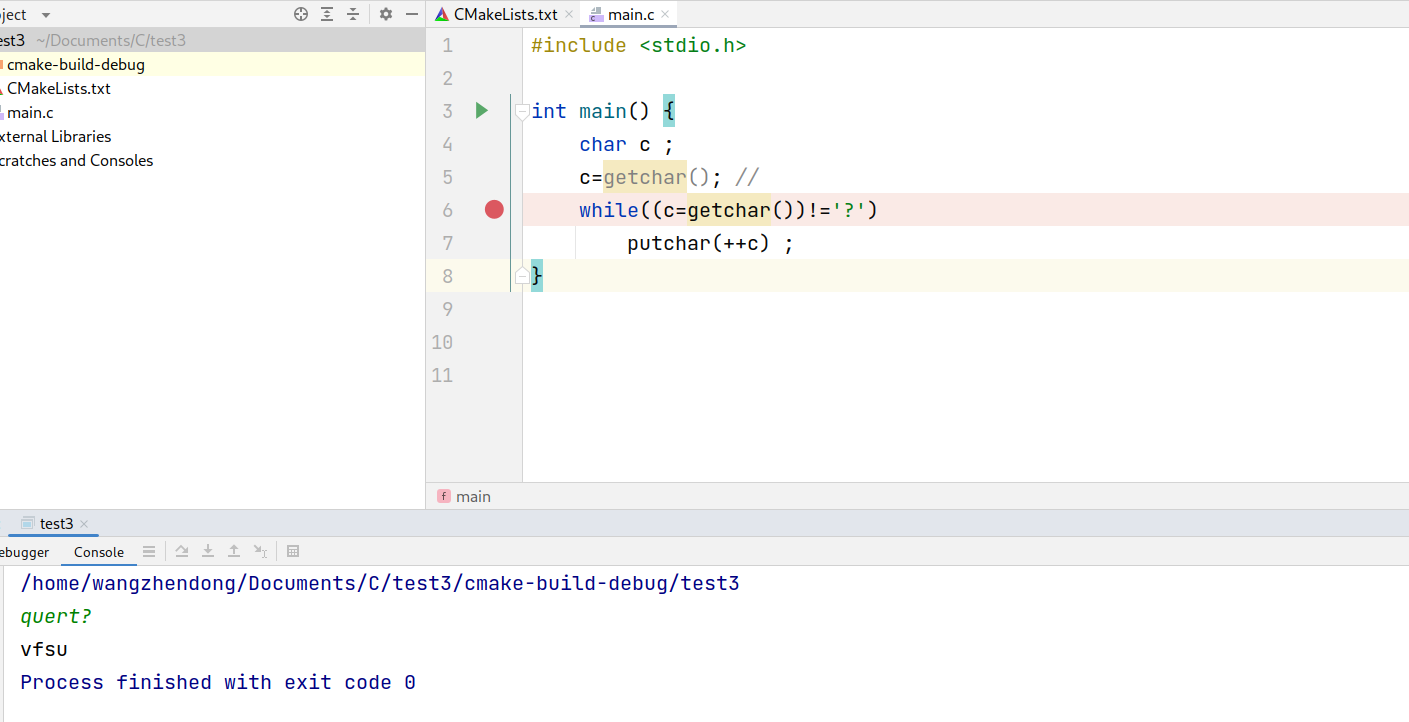 ject
CMakeLists.txt
main.c
est3 ~/Documents/C/test3
cmake-build-debug
CMakeLists.txt
main.c
xternal Libraries
cratches and Consoles
1 #include <stdio.h>
2
3 int main() {
4 char c ;
5 c=getchar(); //
6 while((c=getchar())!='?')
7 putchar(++c) ;
8 }
9
10
11
f main
test3
ebugger Console
/home/wangzhendong/Documents/C/test3/cmake-build-debug/test3
quert?
vfsu
Process finished with exit code 0